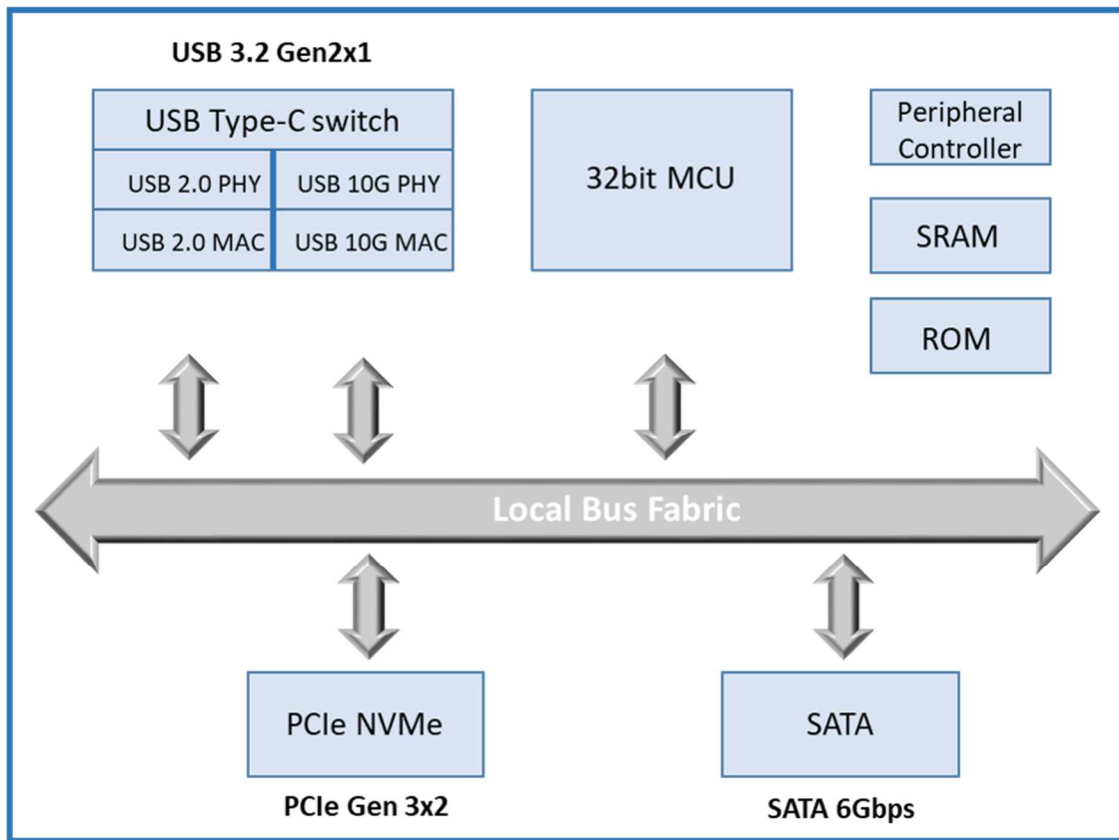 USB 3.2 Gen2x1
USB Type-C switch
USB 2.0 PHY
USB 10G PHY
USB 2.0 MAC
USB 10G MAC
32bit MCU
Peripheral
Controller
SRAM
ROM
Local Bus Fabric
PCIe NVMe
PCIe Gen 3x2
SATA
SATA 6Gbps